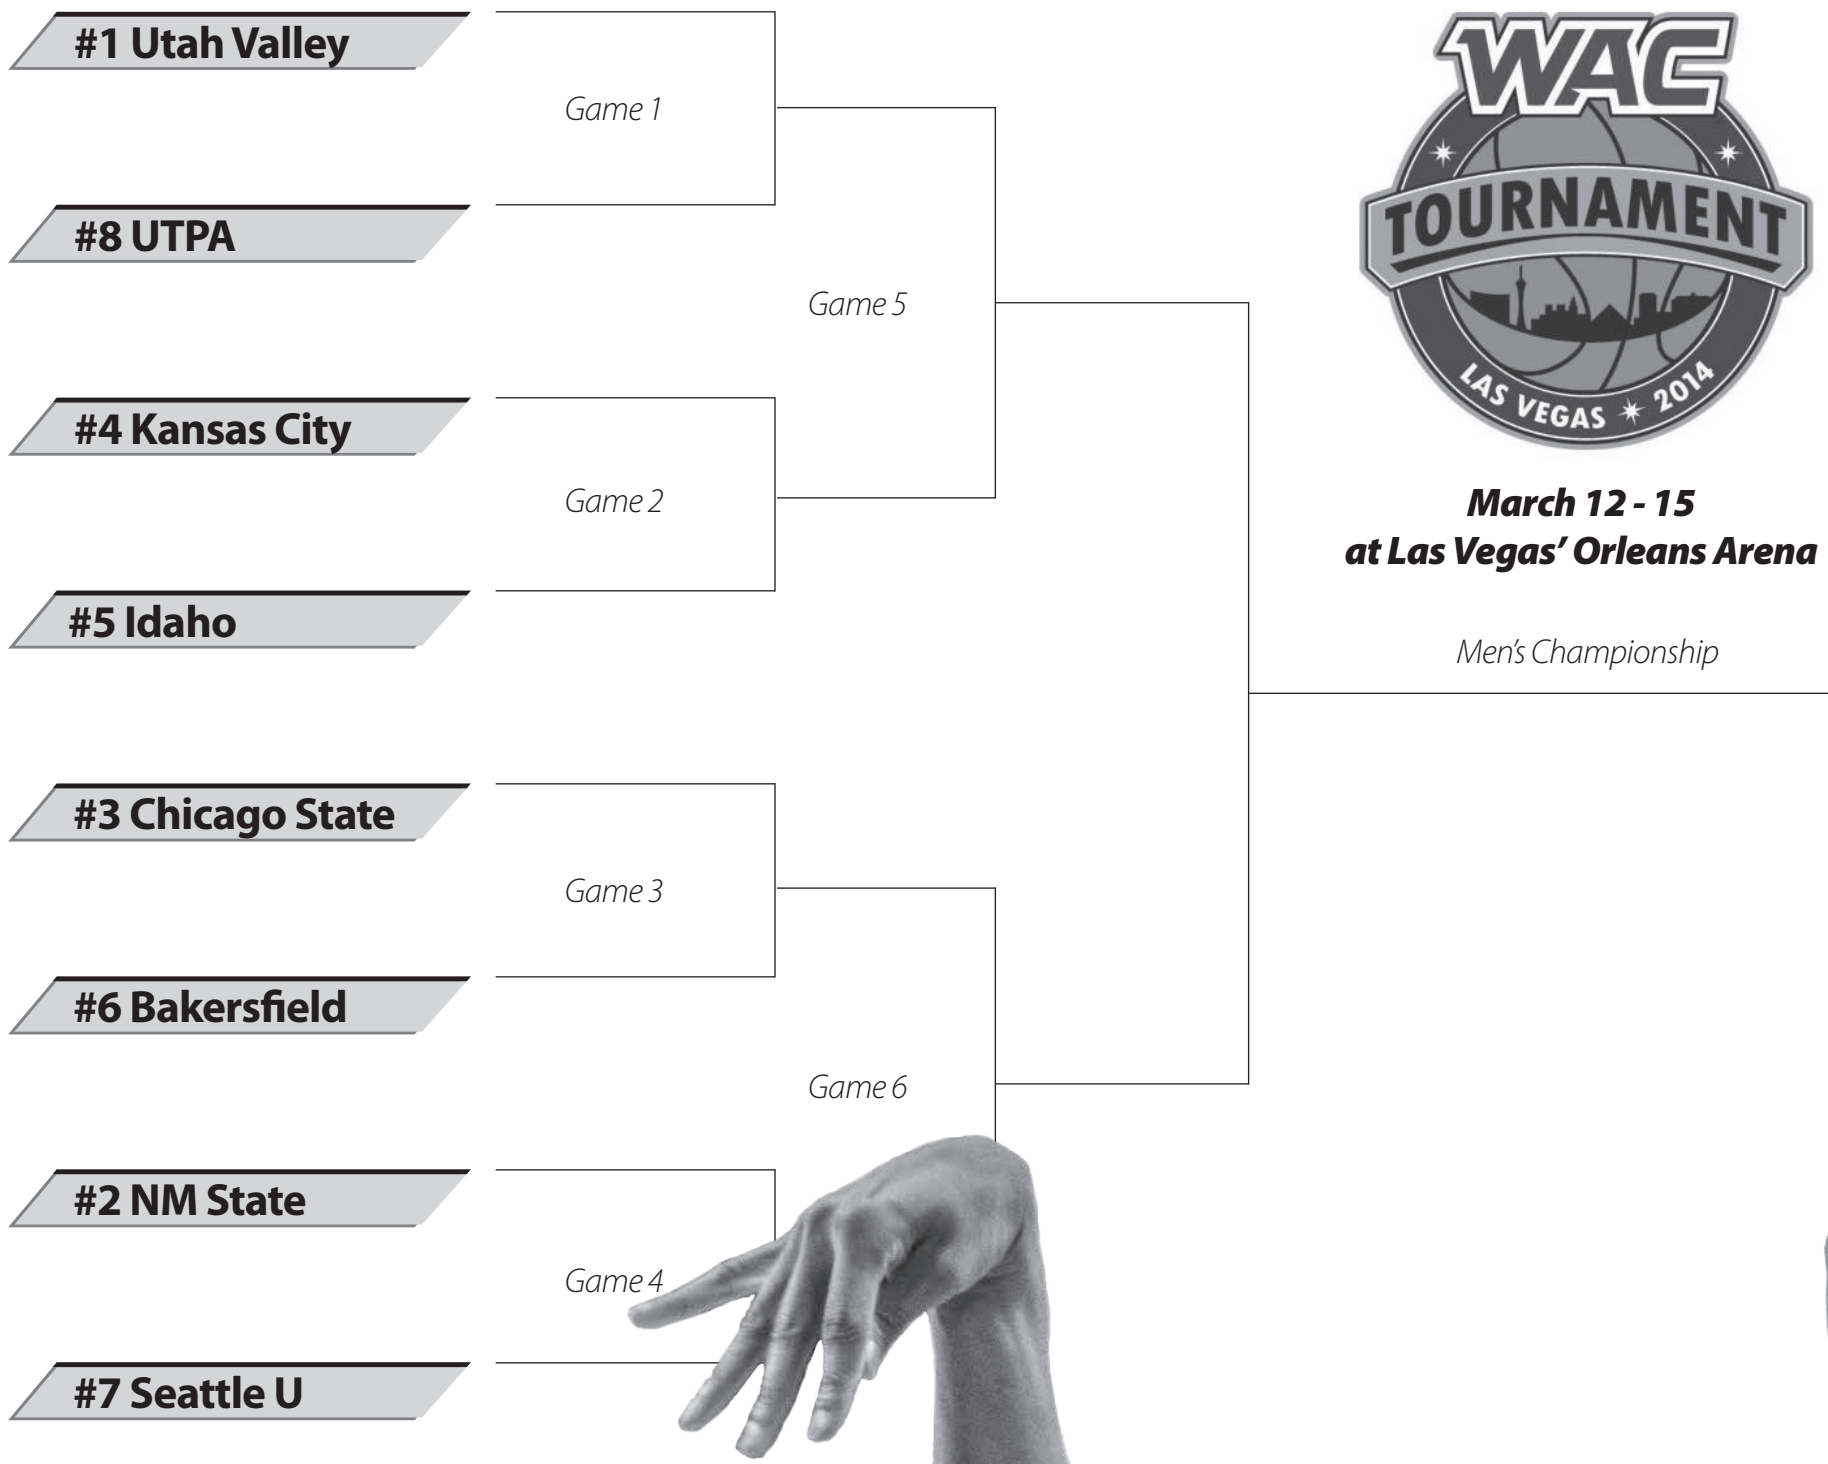 #1 Utah Valley
Game 1
#8 UTPA
Game 5
#4 Kansas City
Game 2
#5 Idaho
#3 Chicago State
Game 3
#6 Bakersfield
Game 6
#2 NM State
Game 4
#7 Seattle U
WAC
TOURNAMENT
LAS VEGAS 2014
March 12 - 15
at Las Vegas’ Orleans Arena
Men’s Championship